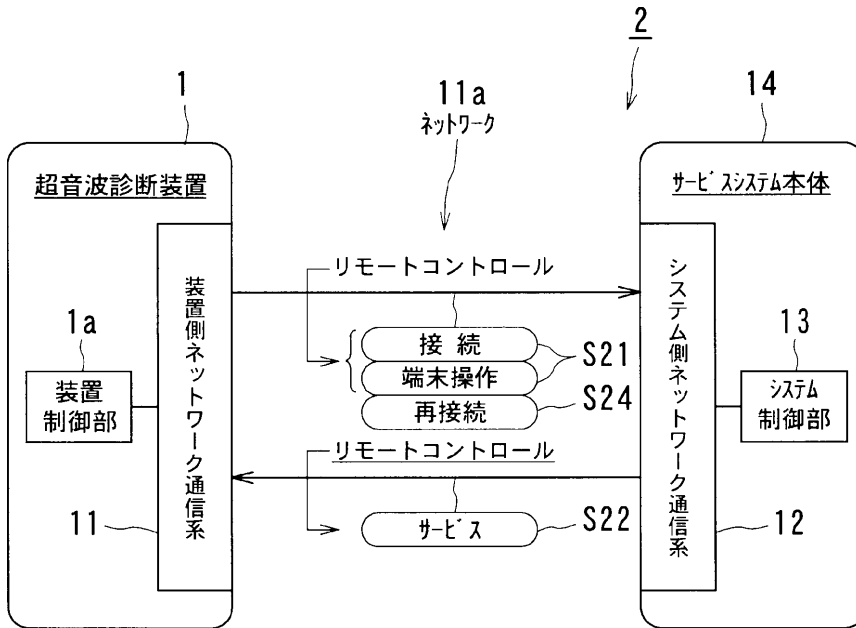 2
1
11a
ネットワーク
14
超音波診断装置
サービスシステム本体
リモートコントロール
装置側ネットワーク通信系
システム側ネットワーク通信系
1a
装置
制御部
接続
端末操作
再接続
S21
S24
13
システム
制御部
リモートコントロール
サービス
S22
11
12